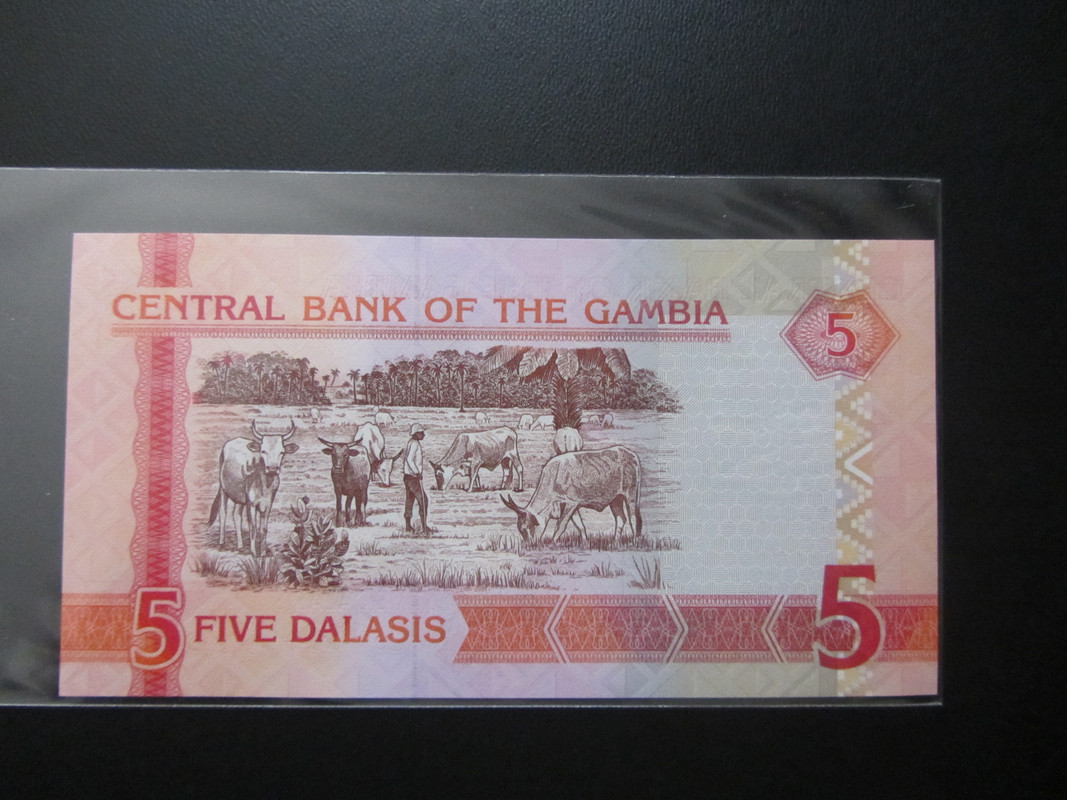 CENTRAL BANK OF THE GAMBIA
5
5 FIVE DALASIS
5